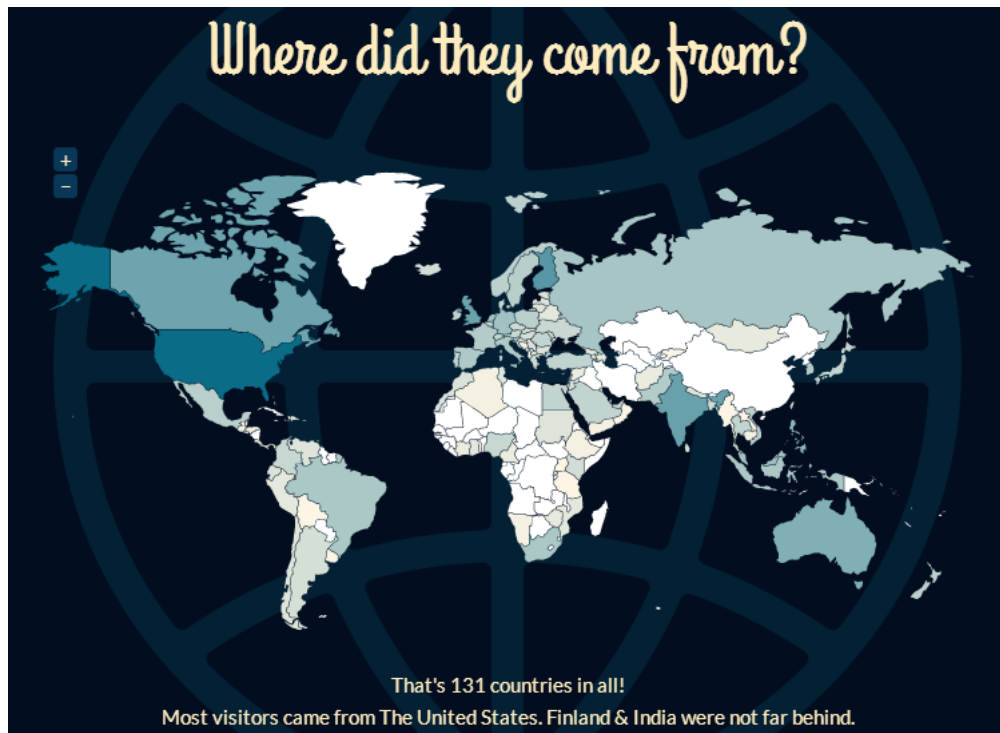 Where did they come from?
+
−
That's 131 countries in all!
Most visitors came from The United States. Finland & India were not far behind.